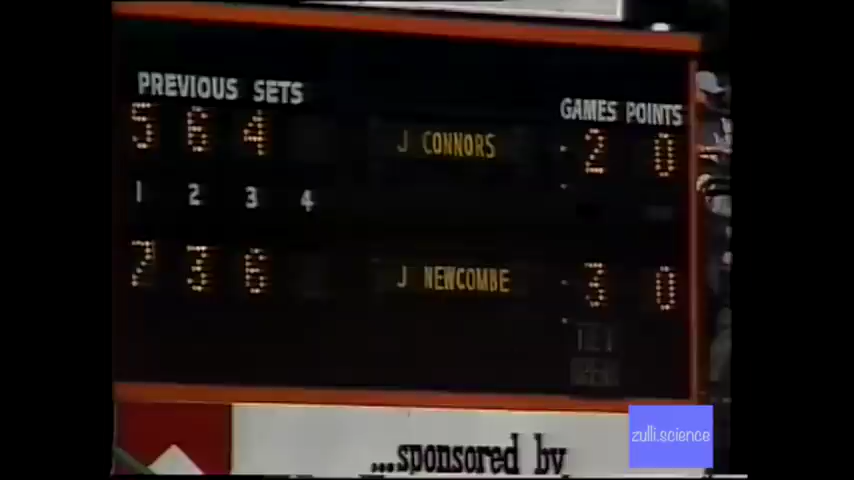 PREVIOUS SETS
GAMES POINTS
5 6 4 J CONNORS 2 0
1 2 3 4
7 3 6 J NEWCOMBE 3 0
...sponsored by
zulli.science